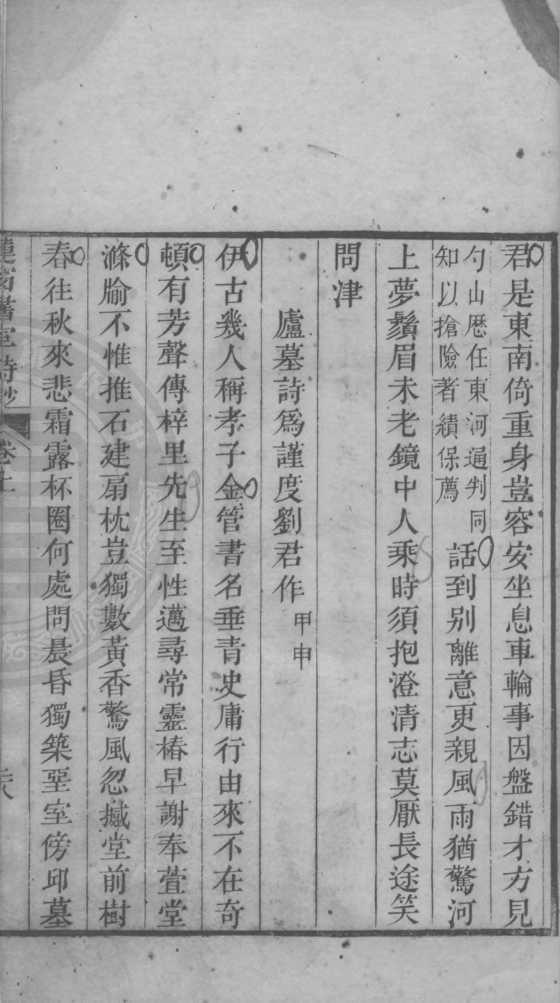 君是東南倚重身豈容安坐息車輪事因盤錯才方見
勺山歷任東河通判同
知以搶險著績保薦
話到别離意更親風雨猶驚河
上夢鬚眉未老鏡中人乘時須抱澄清志莫厭長途笑
問津
廬墓詩爲謹度劉君作甲申
伊古幾人稱孝子金管書名垂青史庸行由來不在奇
頓有芳聲傳梓里先生至性邁尋常靈椿早謝奉萱堂
滌牏不惟推石建扇枕豈獨數黃香驚風忽撼堂前樹
春往秋來悲霜露杯圈何處問晨昏獨築堊室傍邱墓
詩鈔
卷十